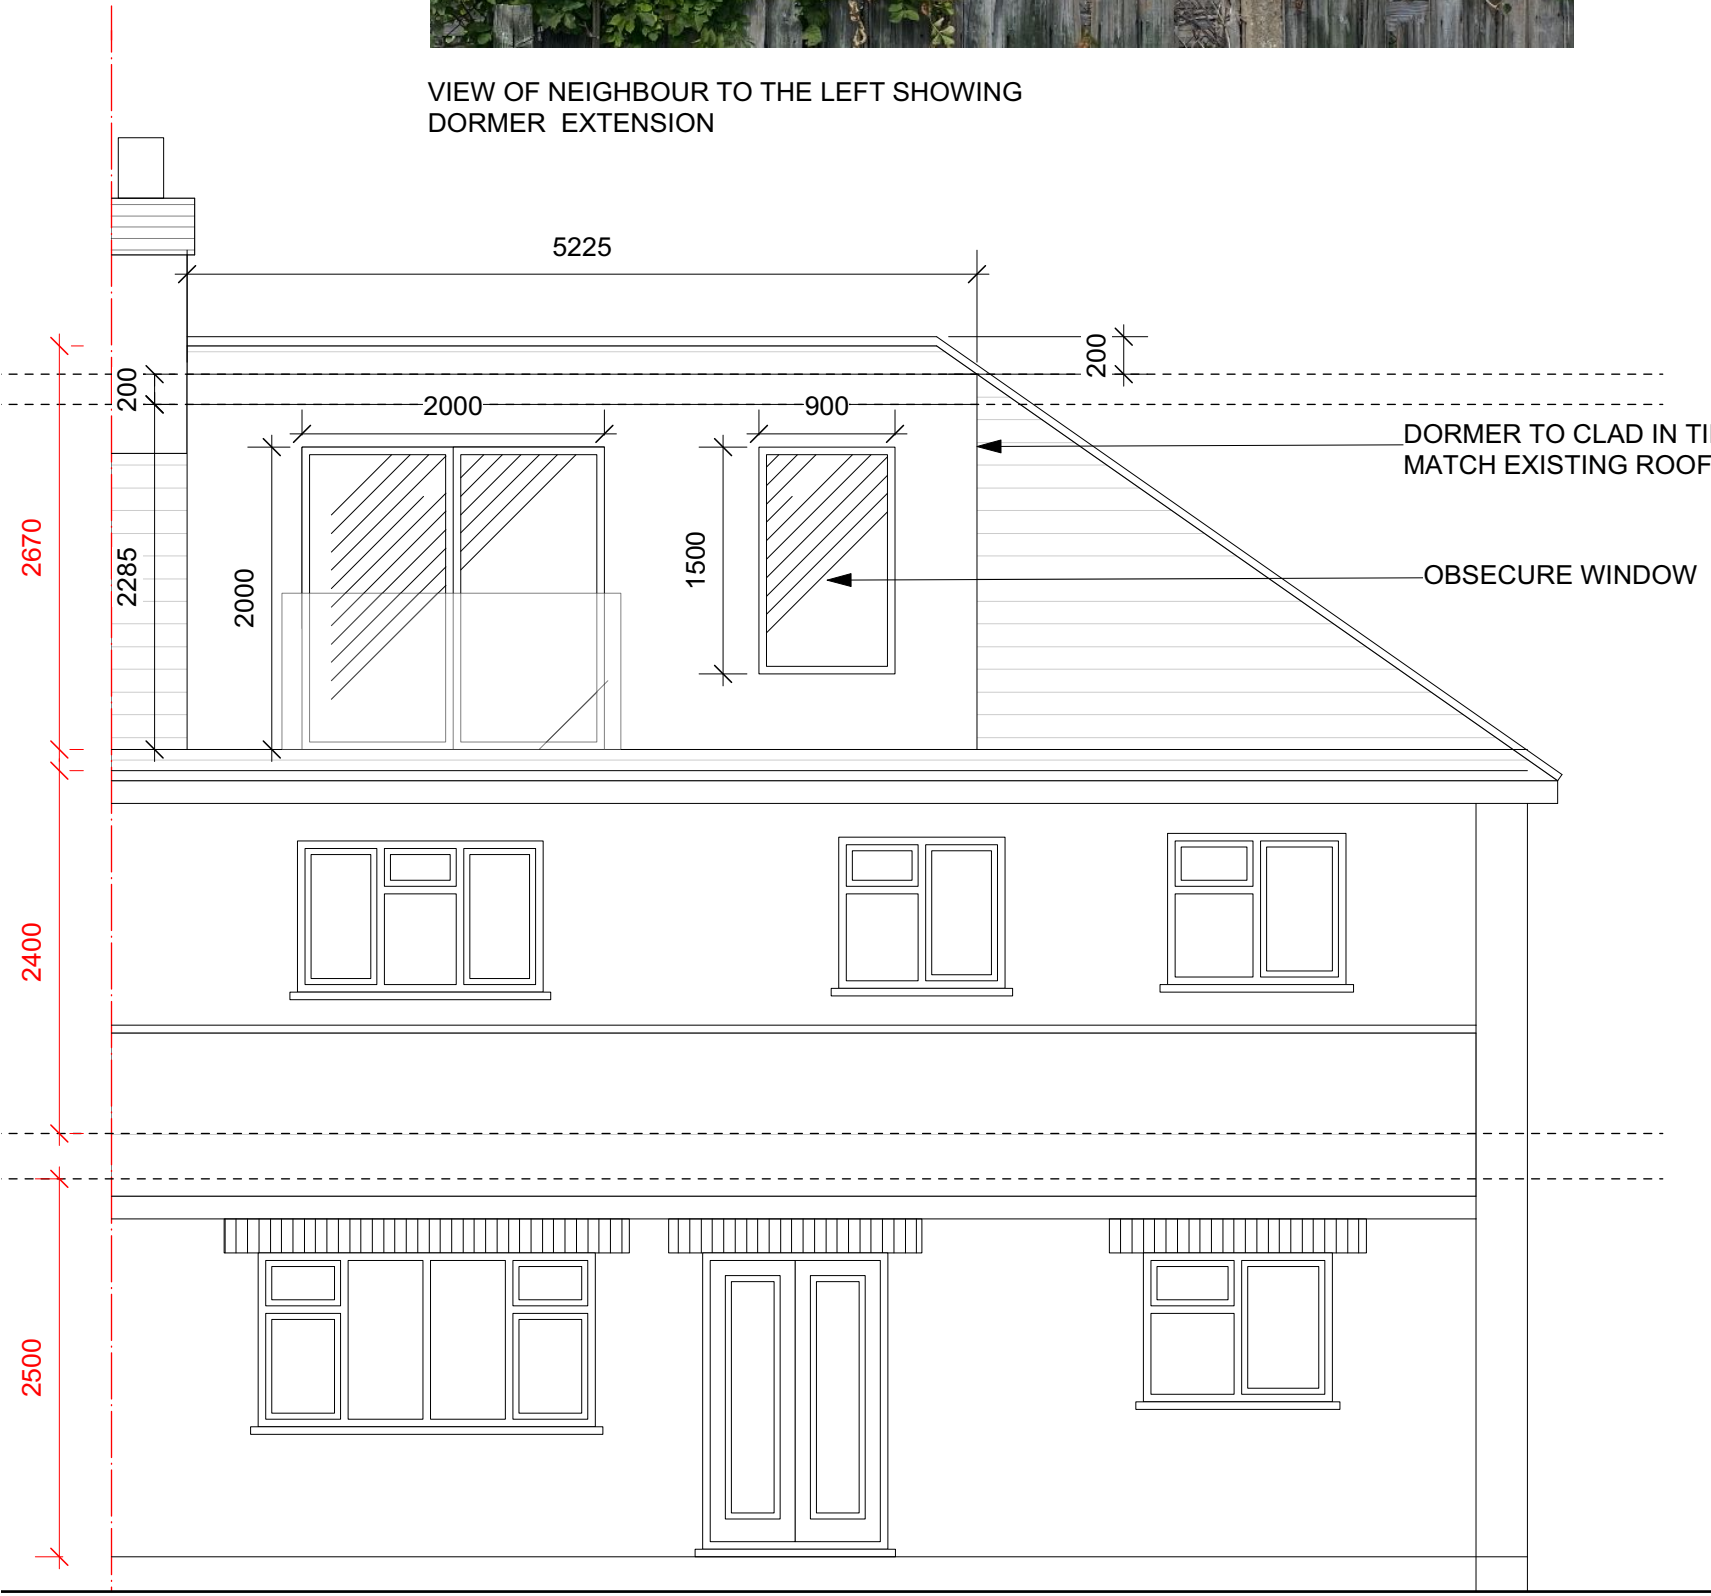 VIEW OF NEIGHBOUR TO THE LEFT SHOWING
DORMER EXTENSION
5225
200
200
2000
900
DORMER TO CLAD IN
MATCH EXISTING ROOF
2670
2285
2000
1500
OBSECURE WINDOW
2400
2500